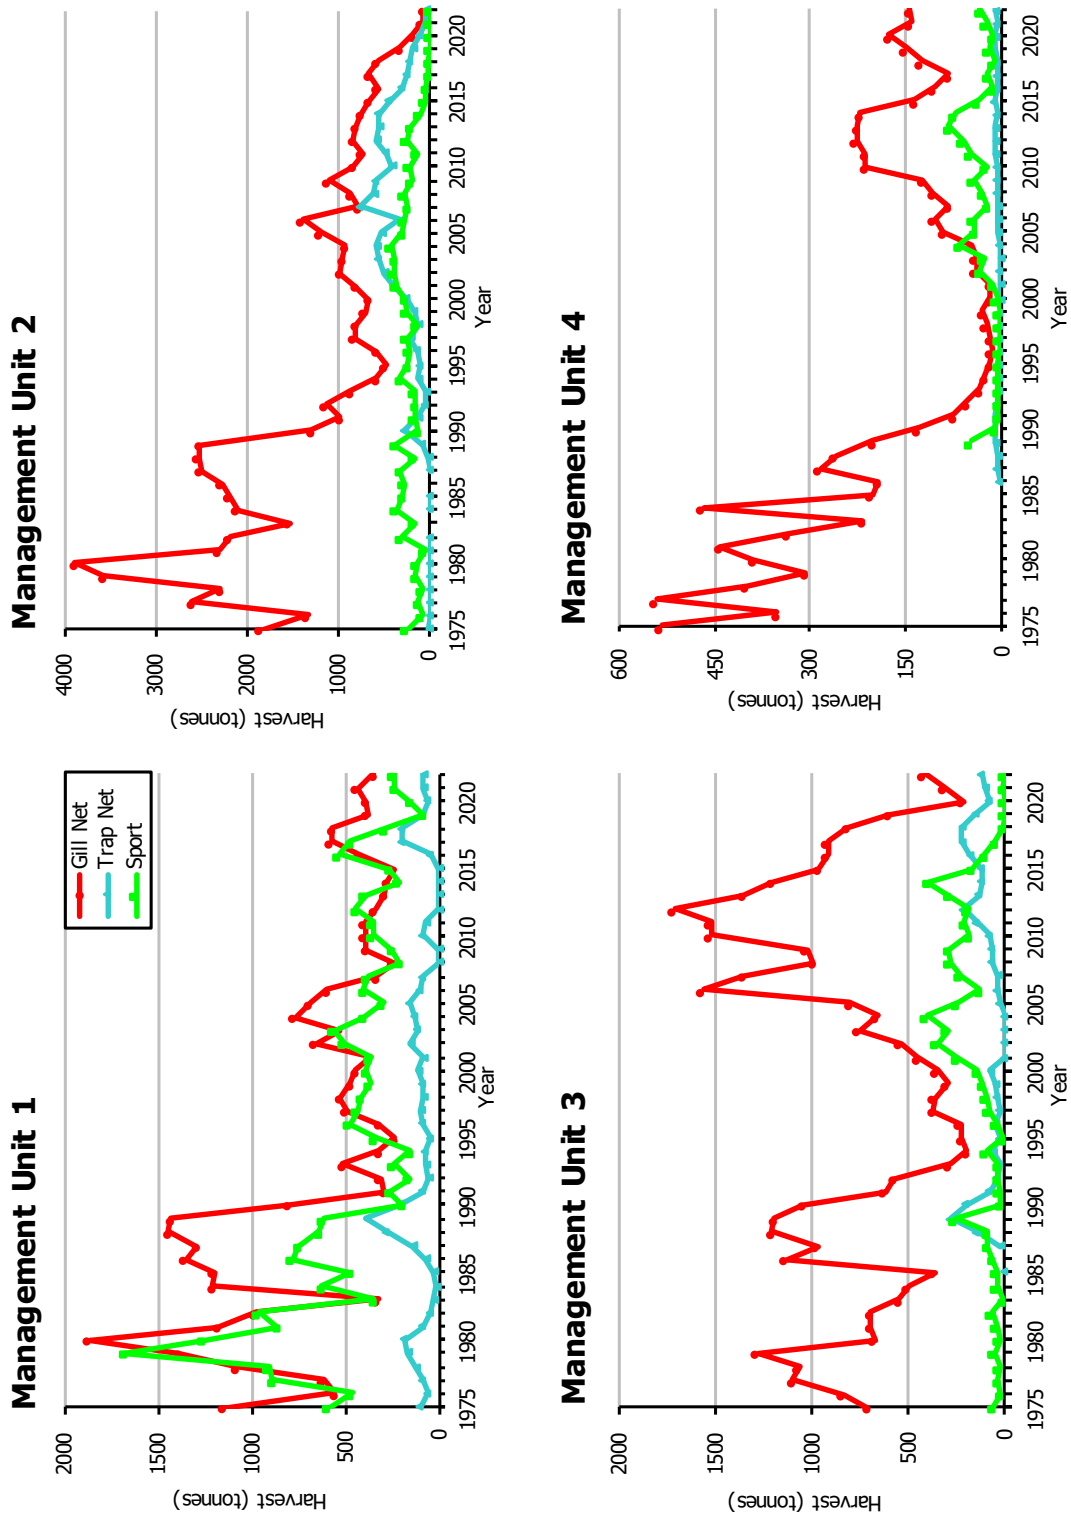 Management Unit 1
Gill Net
Trap Net
Sport
Harvest (tonnes)
2000
1500
1000
500
0
1975 1980 1985 1990 1995 2000 2005 2010 2015 2020
Year
Management Unit 2
Harvest (tonnes)
4000
3000
2000
1000
0
1975 1980 1985 1990 1995 2000 2005 2010 2015 2020
Year
Management Unit 3
Harvest (tonnes)
2000
1500
1000
500
0
1975 1980 1985 1990 1995 2000 2005 2010 2015 2020
Year
Management Unit 4
Harvest (tonnes)
600
450
300
150
0
1975 1980 1985 1990 1995 2000 2005 2010 2015 2020
Year